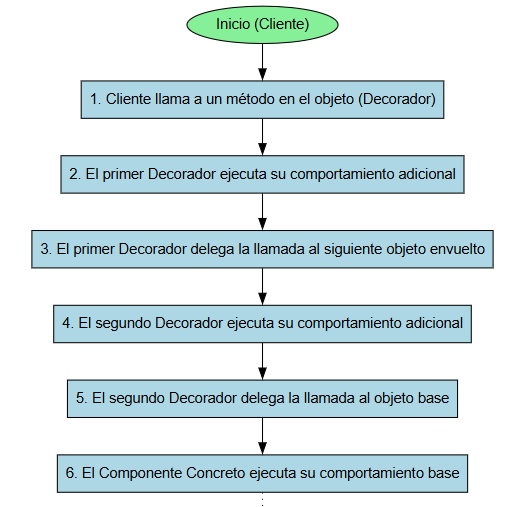 Inicio (Cliente)
1. Cliente llama a un método en el objeto (Decorador)
2. El primer Decorador ejecuta su comportamiento adicional
3. El primer Decorador delega la llamada al siguiente objeto envuelto
4. El segundo Decorador ejecuta su comportamiento adicional
5. El segundo Decorador delega la llamada al objeto base
6. El Componente Concreto ejecuta su comportamiento base